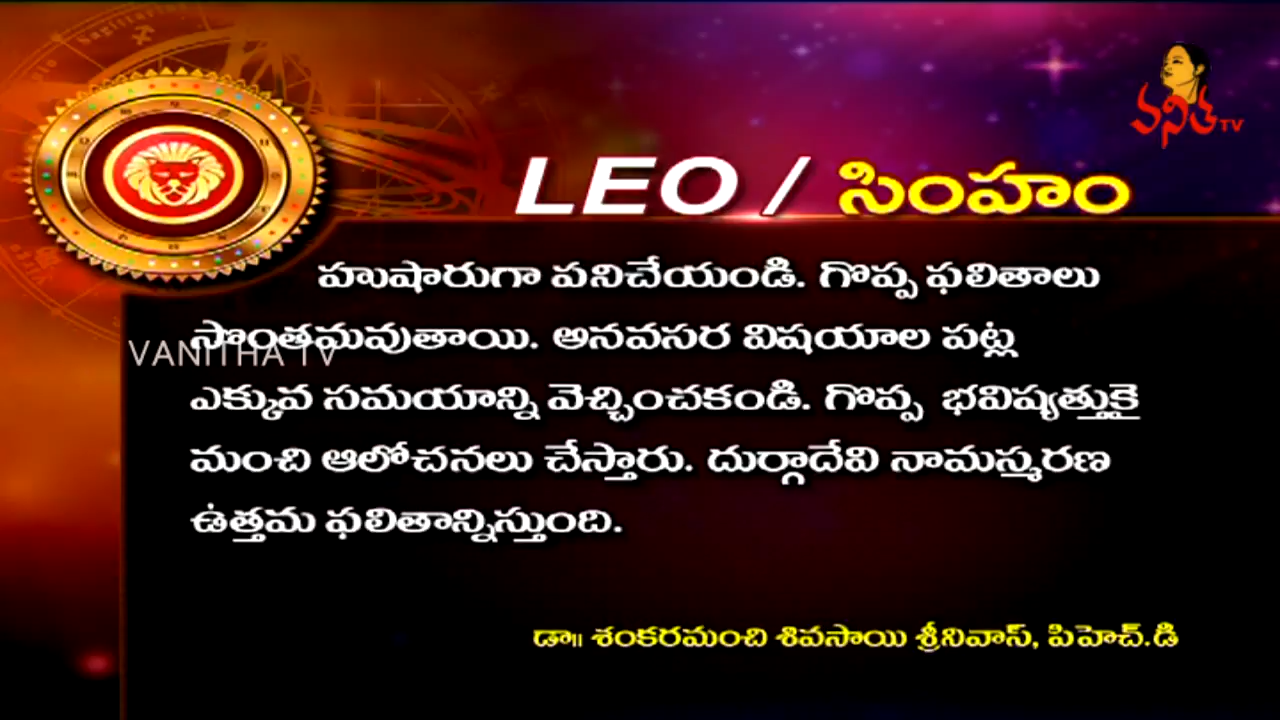 వనిత TV
LEO / సింహం
హుషారుగా పనిచేయండి. గొప్ప ఫలితాలు
సొంతమవుతాయి. అనవసర విషయాల పట్ల
VANITHA TV
ఎక్కువ సమయాన్ని వెచ్చించకండి. గొప్ప భవిష్యత్తుకై
మంచి ఆలోచనలు చేస్తారు. దుర్గాదేవి నామస్మరణ
ఉత్తమ ఫలితాన్నిస్తుంది.
డా॥ శంకరమంచి శివసాయి శ్రీనివాస్, పిహెచ్.డి